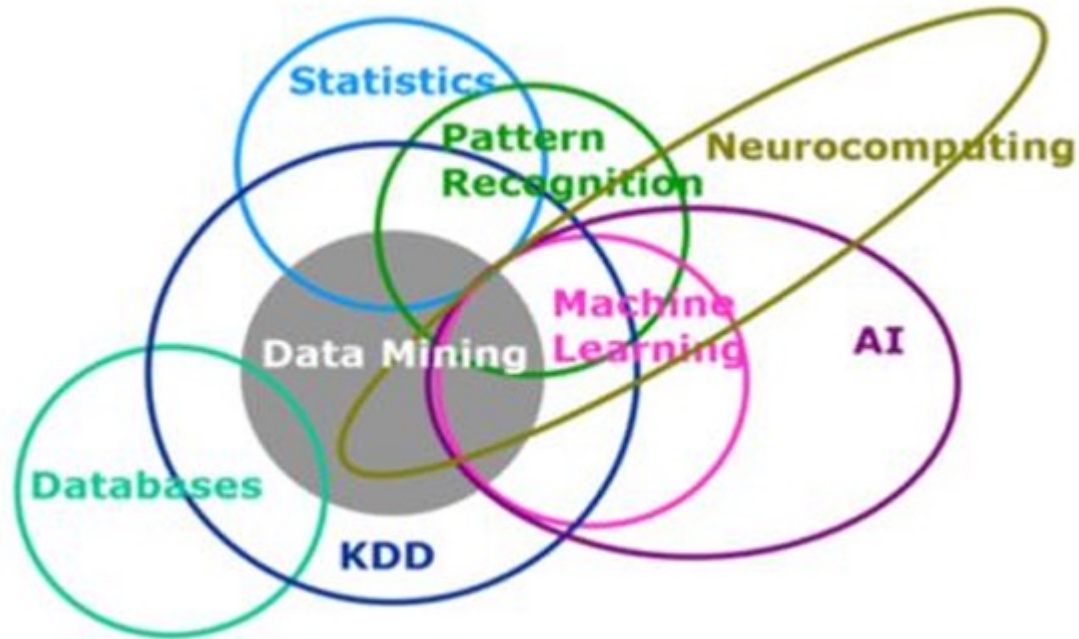 Statistics
Pattern
Recognition
Neurocomputing
Machine
Learning
AI
Data Mining
Databases
KDD